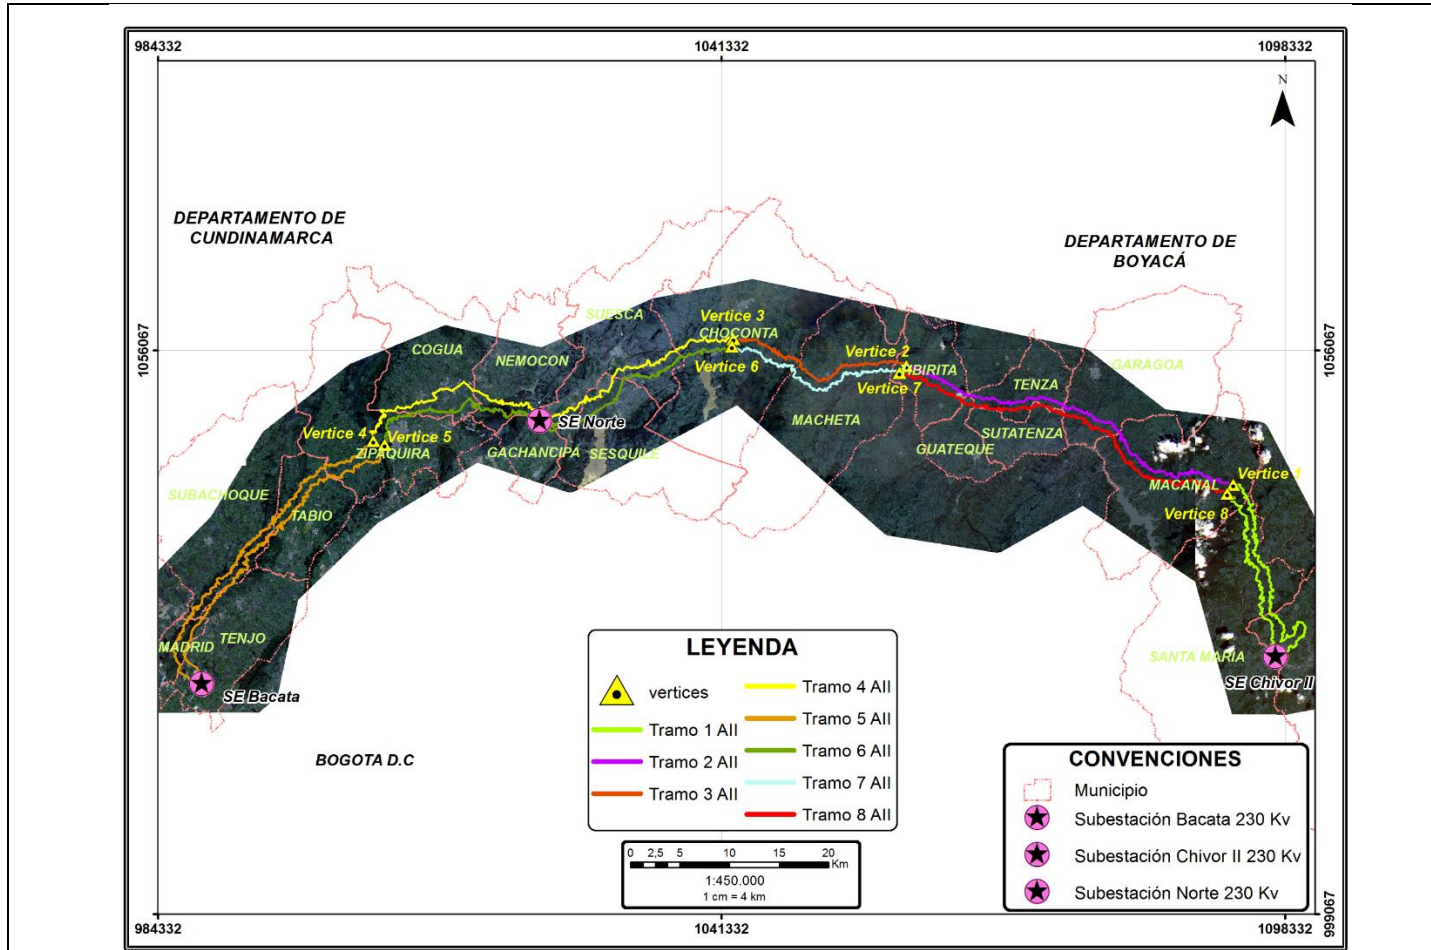 984332
1041332
1098332
N
DEPARTAMENTO DE
CUNDINAMARCA
DEPARTAMENTO DE
BOYACÁ
SUESCA
Vertice 3
CHOCONTA
1056067
1056067
COGUA
NEMOCON
Vertice 6
Vertice 2
IBIRITA
Vertice 7
GARAGOA
TENZA
MACHETA
SUTATENZA
GUATEQUE
Vertice 4
Vertice 5
ZIPAQUIRA
SE Norte
GACHANCIPA
SESQUILE
SUBACHOQUE
TABIO
Vertice 1
MACANAL
Vertice 8
MADRID
TENJO
SE Bacata
SANTA MARIA
SE Chivor II
BOGOTA D.C
LEYENDA
vertices
Tramo 1 AII
Tramo 2 AII
Tramo 3 AII
Tramo 4 AII
Tramo 5 AII
Tramo 6 AII
Tramo 7 AII
Tramo 8 AII
CONVENCIONES
Municipio
Subestación Bacata 230 Kv
Subestación Chivor II 230 Kv
Subestación Norte 230 Kv
0 2,5 5 10 15 20
Km
1:450.000
1 cm = 4 km
984332
1041332
1098332
999067